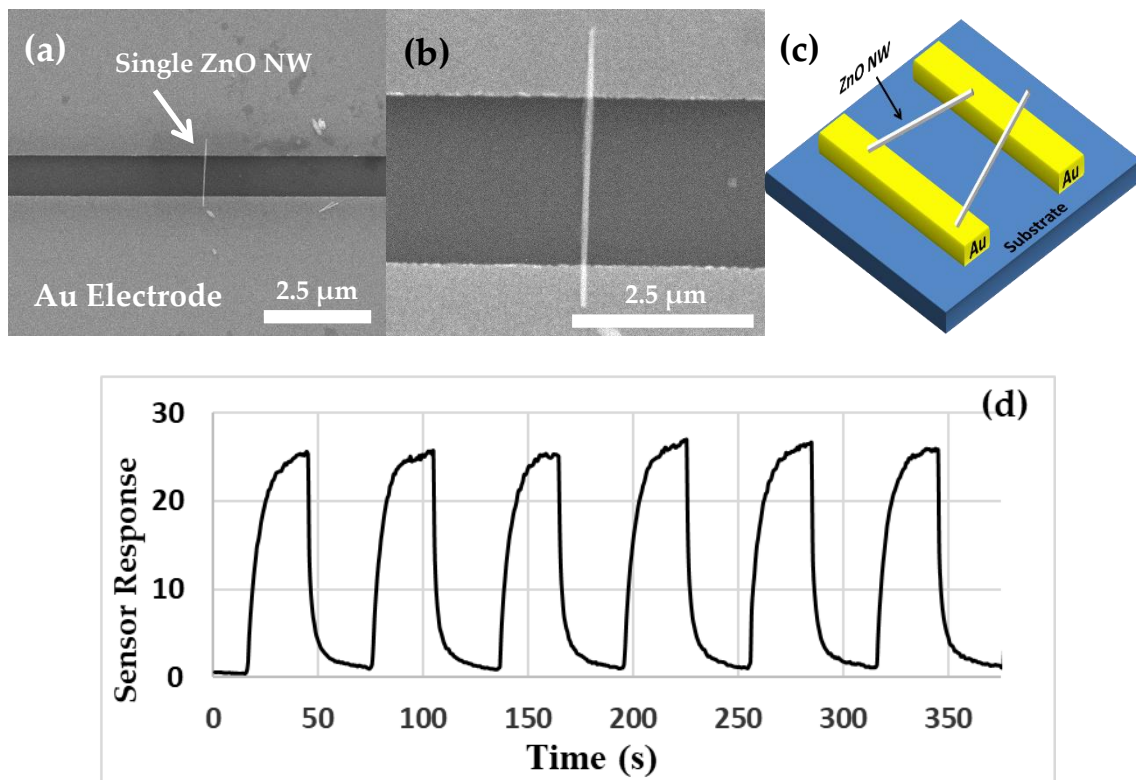 (a)
Single ZnO NW
Au Electrode
2.5 µm
(b)
2.5 µm
(c)
ZnO NW
Au
Au
Substrate
(d)
Sensor Response
30
20
10
0
0 50 100 150 200 250 300 350
Time (s)